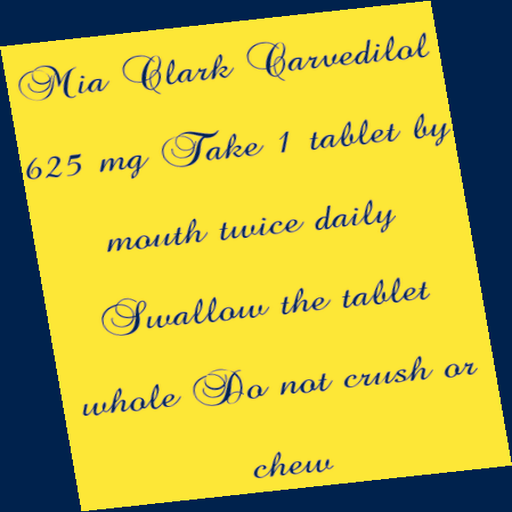 Mia Clark Carvedilol
625 mg Take 1 tablet by
mouth twice daily
Swallow the tablet
whole Do not crush or
chew